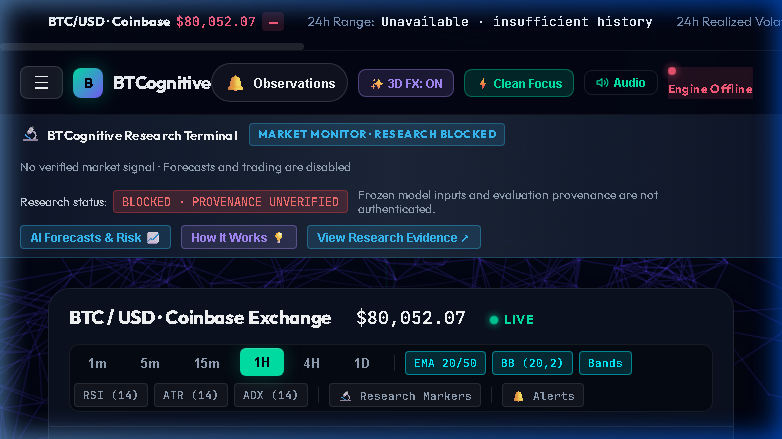 BTC/USD · Coinbase $80,052.07 — 24h Range: Unavailable · insufficient history 24h Realized Vola
B BTCognitive 🔔 Observations ✨ 3D FX: ON ⚡ Clean Focus Audio Engine Offline
BTCognitive Research Terminal MARKET MONITOR · RESEARCH BLOCKED
No verified market signal · Forecasts and trading are disabled
Research status: BLOCKED · PROVENANCE UNVERIFIED Frozen model inputs and evaluation provenance are not
authenticated.
AI Forecasts & Risk 📈 How It Works 💡 View Research Evidence ↗
BTC / USD · Coinbase Exchange $80,052.07 LIVE
1m 5m 15m 1H 4H 1D EMA 20/50 BB (20,2) Bands
RSI (14) ATR (14) ADX (14) 🔬 Research Markers 🔔 Alerts